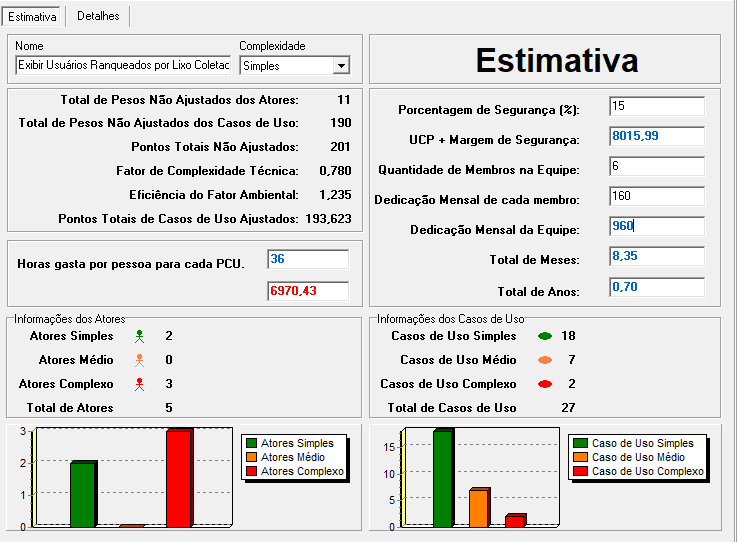 Estimativa
Detalhes
Nome
Complexidade
Exibir Usuários Ranqueados por Lixo Coletac
Simples
Estimativa
Total de Pesos Não Ajustados dos Atores: 11
Total de Pesos Não Ajustados dos Casos de Uso: 190
Pontos Totais Não Ajustados: 201
Fator de Complexidade Técnica: 0,780
Eficiência do Fator Ambiental: 1,235
Pontos Totais de Casos de Uso Ajustados: 193,623
Porcentagem de Segurança (%): 15
UCP + Margem de Segurança: 8015,99
Quantidade de Membros na Equipe: 6
Dedicação Mensal de cada membro: 160
Dedicação Mensal da Equipe: 960
Total de Meses: 8,35
Total de Anos: 0,70
Horas gasta por pessoa para cada PCU. 36
6970,43
Informações dos Atores
Atores Simples 2
Atores Médio 0
Atores Complexo 3
Total de Atores 5
Informações dos Casos de Uso
Casos de Uso Simples 18
Casos de Uso Médio 7
Casos de Uso Complexo 2
Total de Casos de Uso 27
3
2
1
0
Atores Simples
Atores Médio
Atores Complexo
15
10
5
0
Caso de Uso Simples
Caso de Uso Médio
Caso de Uso Complexo